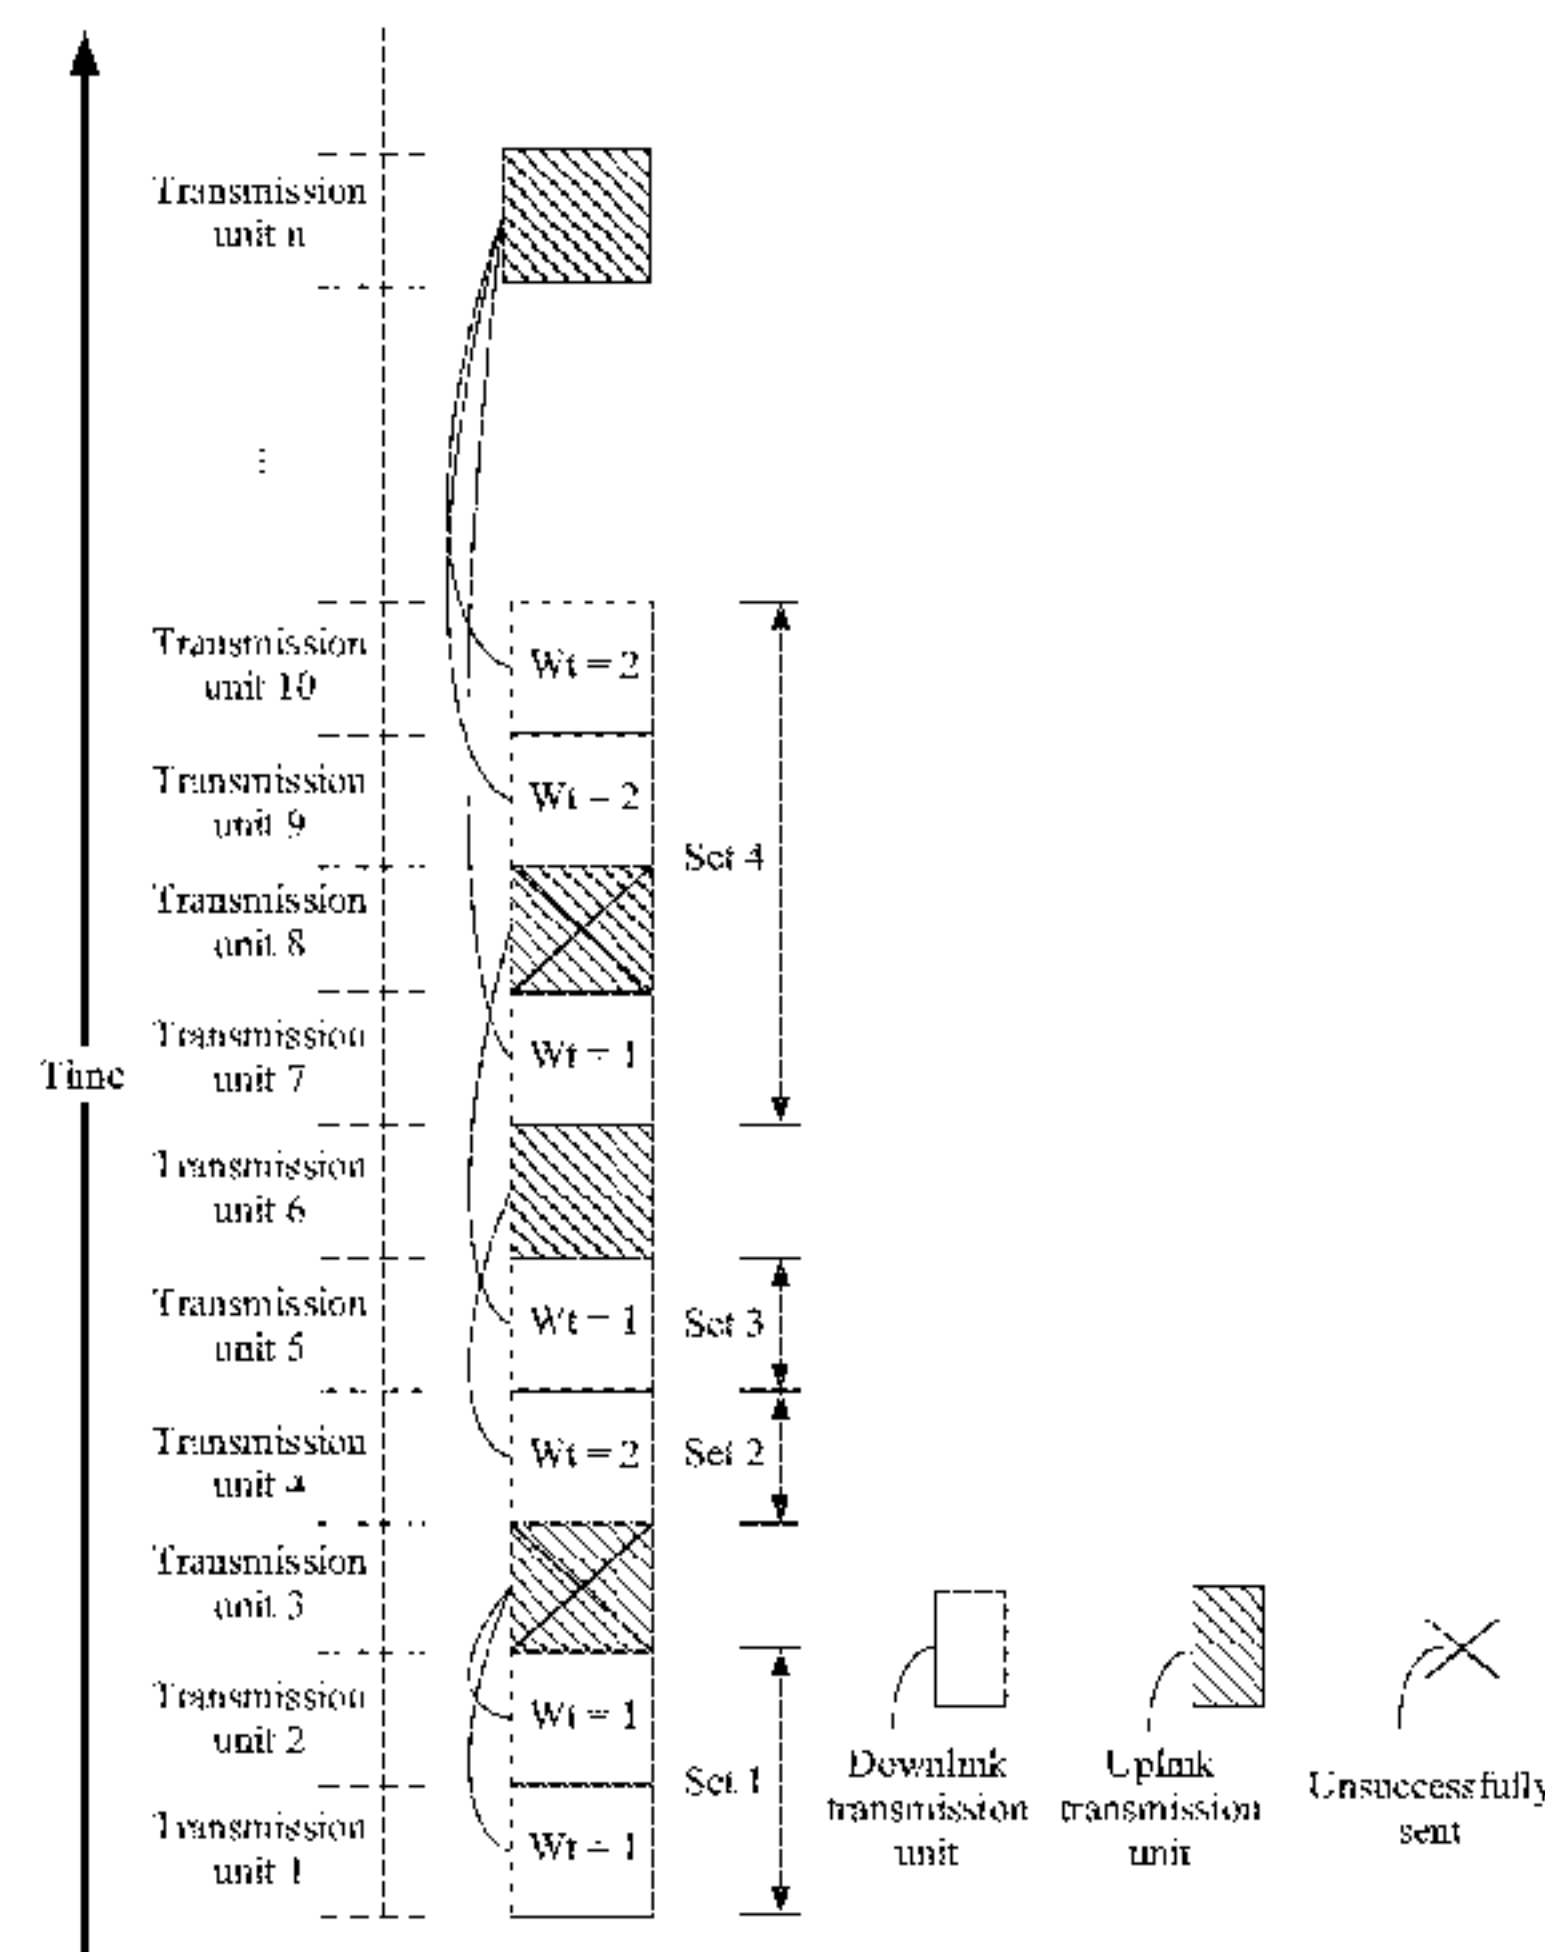 Transmission
unit n
⋮
Transmission
unit 10
Wt = 2
Transmission
unit 9
Wt = 2
Set 4
Transmission
unit 8
Transmission
unit 7
Wt = 1
Time
Transmission
unit 6
Transmission
unit 5
Wt = 1
Set 3
Transmission
unit 4
Wt = 2
Set 2
Transmission
unit 3
Transmission
unit 2
Wt = 1
Set 1
Transmission
unit 1
Wt = 1
Downlink
transmission
unit
Uplink
transmission
unit
Unsuccessfully
sent